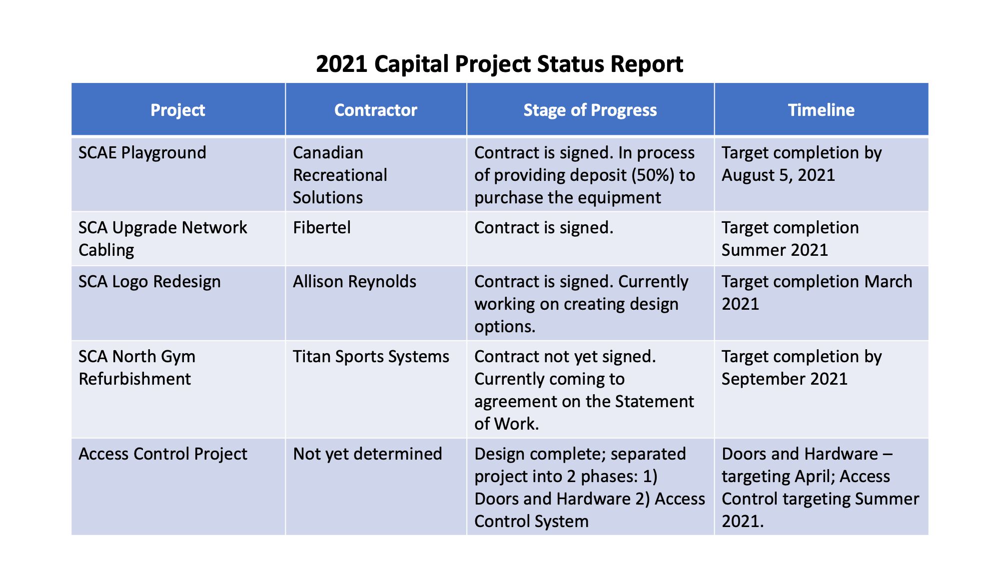 2021 Capital Project Status Report
Project
Contractor
Stage of Progress
Timeline
SCAE Playground
Canadian
Recreational
Solutions
Contract is signed. In process
of providing deposit (50%) to
purchase the equipment
Target completion by
August 5, 2021
SCA Upgrade Network
Cabling
Fibertel
Contract is signed.
Target completion
Summer 2021
SCA Logo Redesign
Allison Reynolds
Contract is signed. Currently
working on creating design
options.
Target completion March
2021
SCA North Gym
Refurbishment
Titan Sports Systems
Contract not yet signed.
Currently coming to
agreement on the Statement
of Work.
Target completion by
September 2021
Access Control Project
Not yet determined
Design complete; separated
project into 2 phases: 1)
Doors and Hardware 2) Access
Control System
Doors and Hardware –
targeting April; Access
Control targeting Summer
2021.